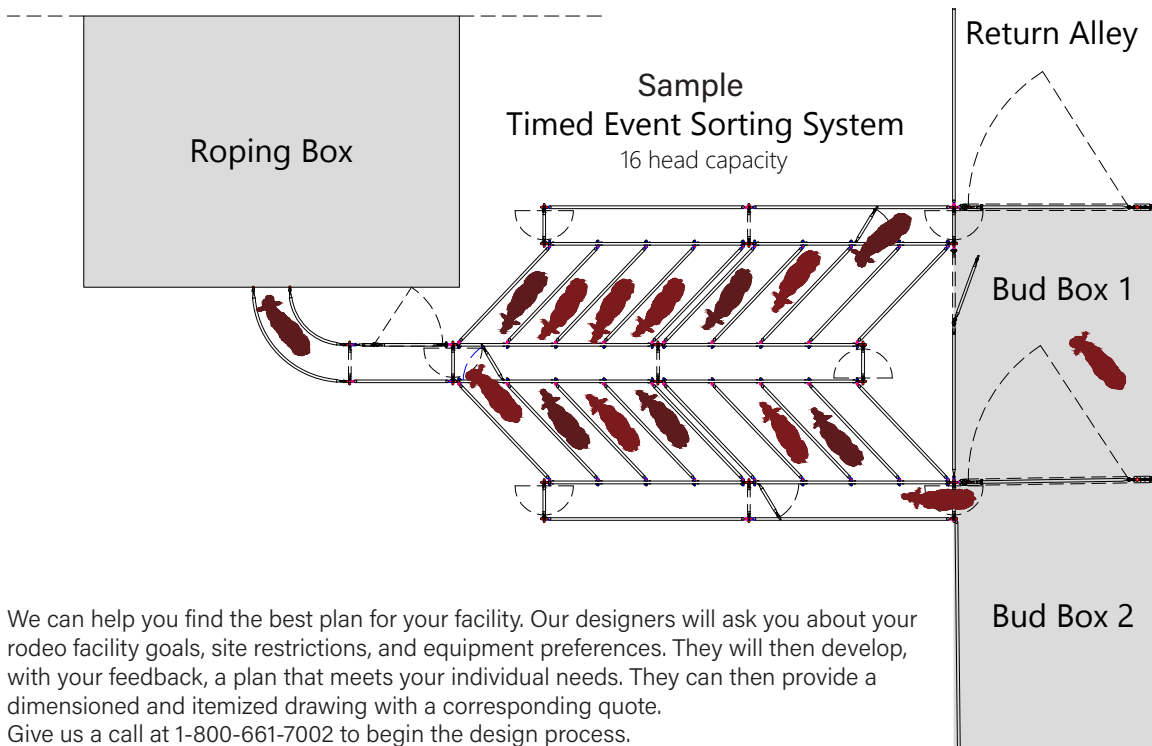 Return Alley
Sample
Timed Event Sorting System
16 head capacity
Roping Box
Bud Box 1
Bud Box 2
We can help you find the best plan for your facility. Our designers will ask you about your
rodeo facility goals, site restrictions, and equipment preferences. They will then develop,
with your feedback, a plan that meets your individual needs. They can then provide a
dimensioned and itemized drawing with a corresponding quote.
Give us a call at 1-800-661-7002 to begin the design process.